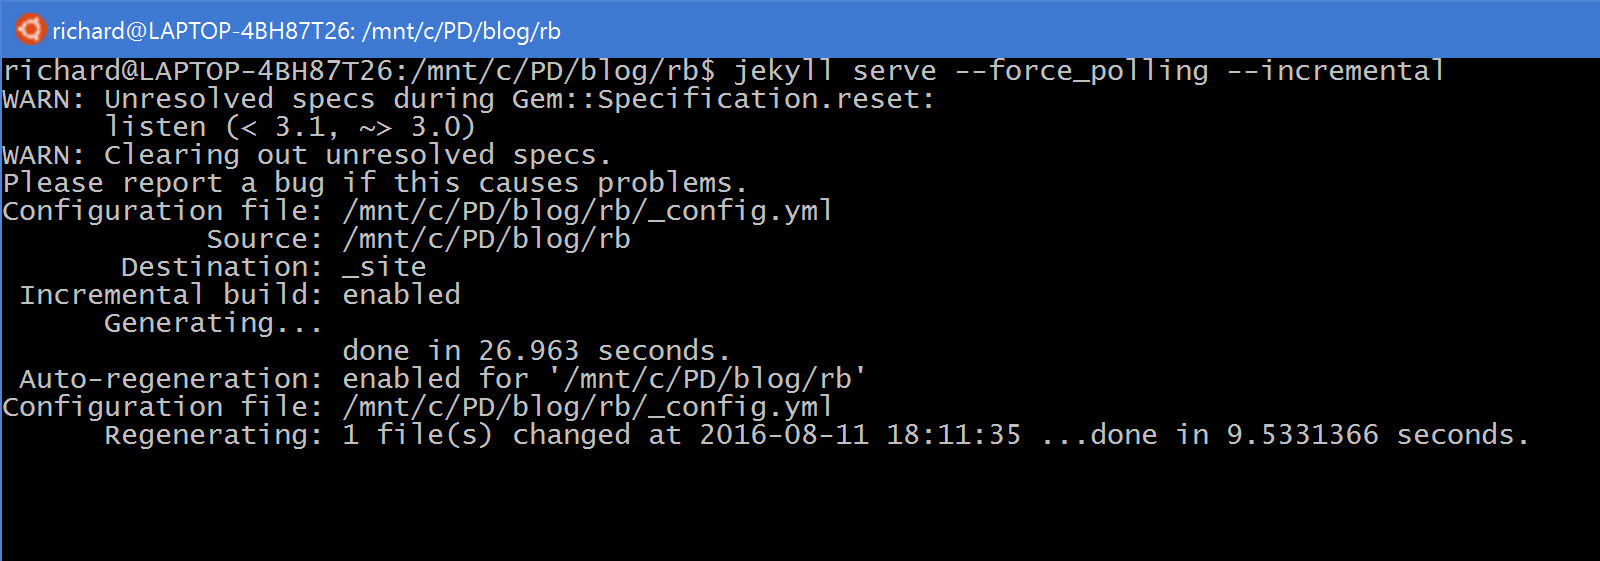 richard@LAPTOP-4BH87T26: /mnt/c/PD/blog/rb
richard@LAPTOP-4BH87T26:/mnt/c/PD/blog/rb$ jekyll serve --force_polling --incremental
WARN: Unresolved specs during Gem::Specification.reset:
      listen (< 3.1, ~> 3.0)
WARN: Clearing out unresolved specs.
Please report a bug if this causes problems.
Configuration file: /mnt/c/PD/blog/rb/_config.yml
            Source: /mnt/c/PD/blog/rb
       Destination: _site
 Incremental build: enabled
      Generating...
                    done in 26.963 seconds.
 Auto-regeneration: enabled for '/mnt/c/PD/blog/rb'
Configuration file: /mnt/c/PD/blog/rb/_config.yml
      Regenerating: 1 file(s) changed at 2016-08-11 18:11:35 ...done in 9.5331366 seconds.